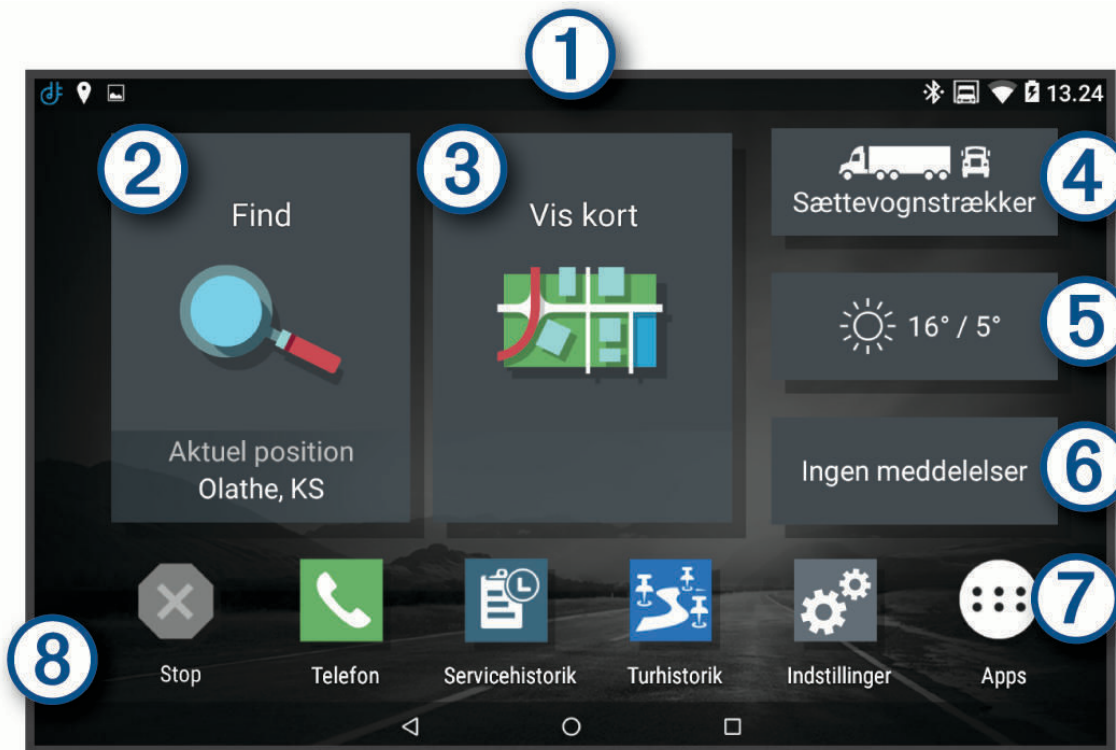 1
13.24
2
Find
Aktuel position
Olathe, KS
3
Vis kort
4
Sættevognstrækker
5
16° / 5°
6
Ingen meddelelser
7
8
Stop
Telefon
Servicehistorik
Turhistorik
Indstillinger
Apps